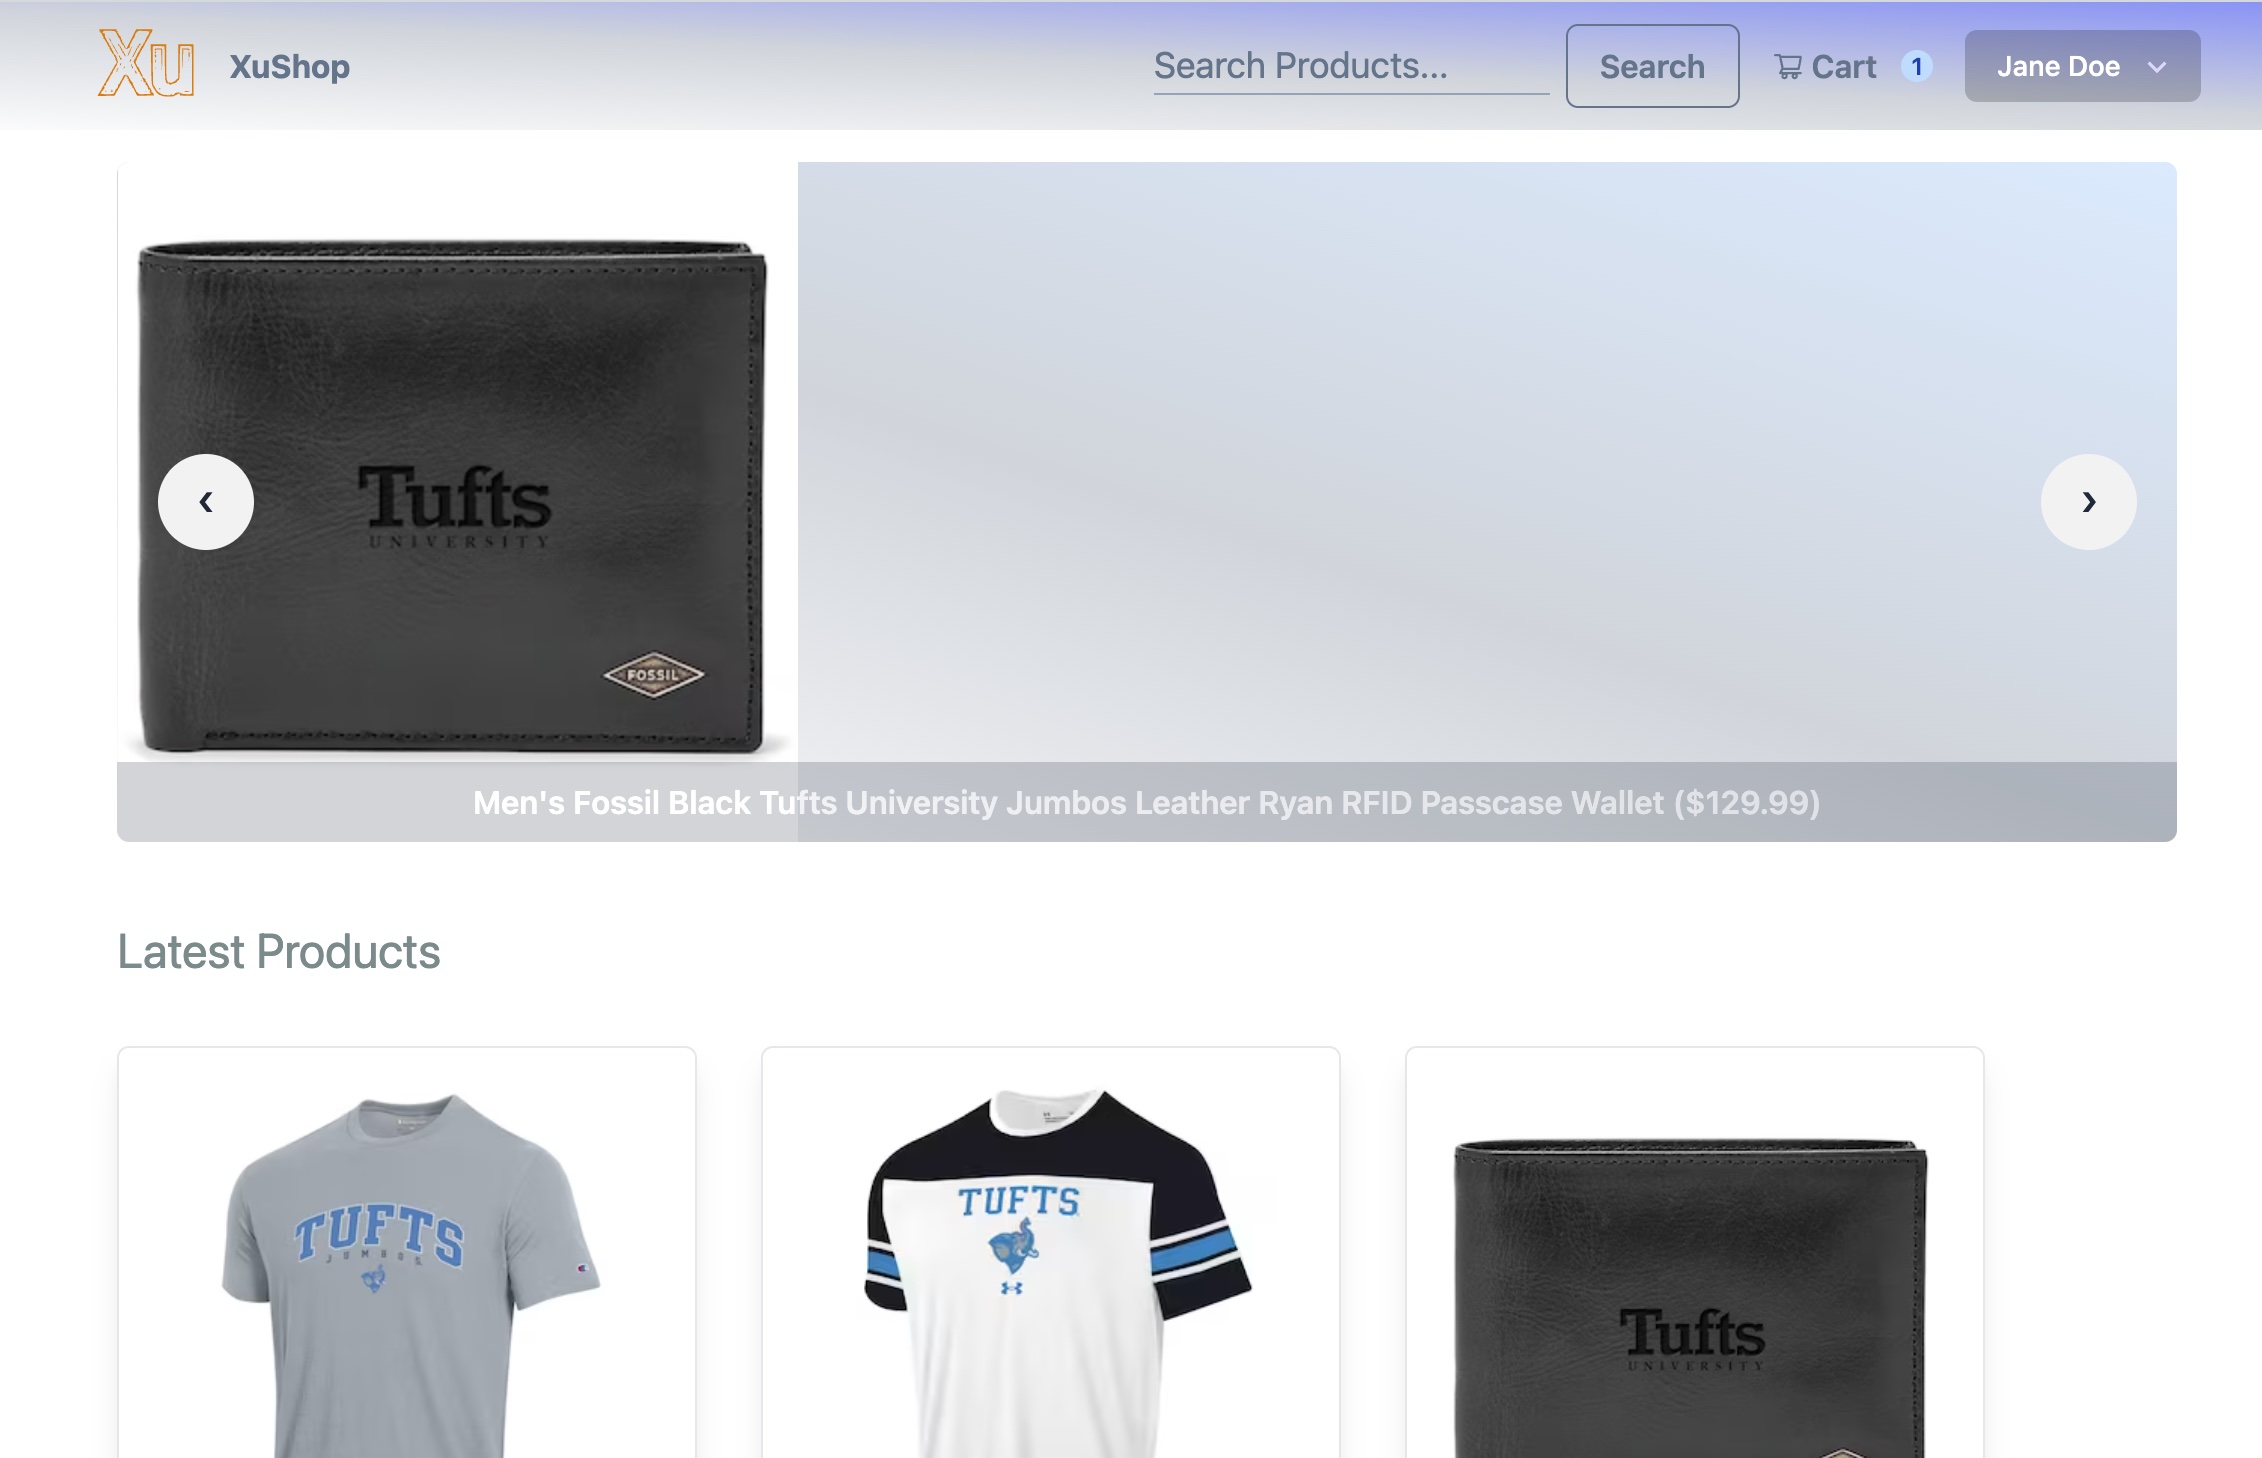 Xu XuShop Search Products... Search Cart 1 Jane Doe
Tufts
UNIVERSITY
FOSSIL
‹ ›
Men's Fossil Black Tufts University Jumbos Leather Ryan RFID Passcase Wallet ($129.99)
Latest Products
TUFTS
JUMBOS
TUFTS
Tufts
UNIVERSITY